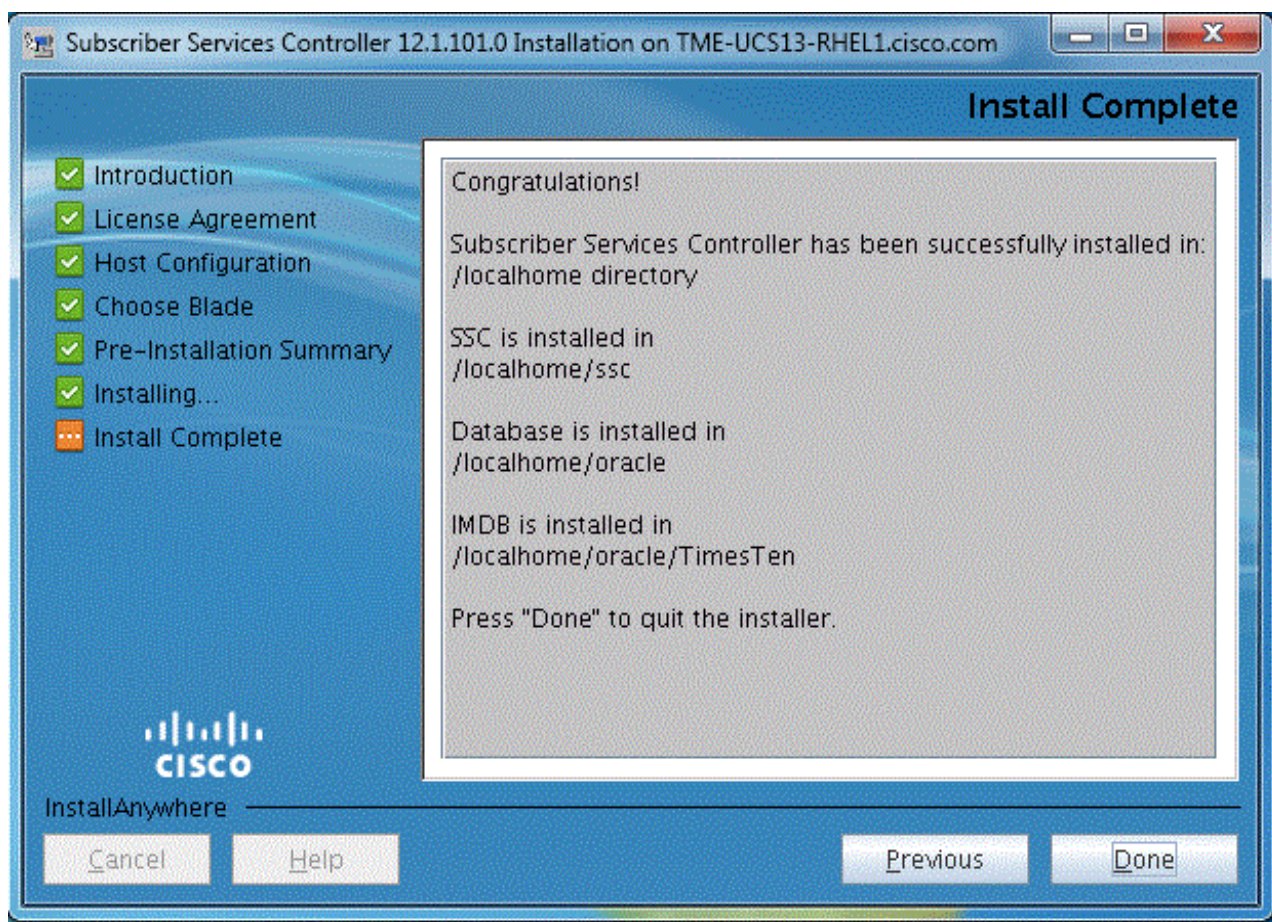 Subscriber Services Controller 12.1.101.0 Installation on TME-UCS13-RHEL1.cisco.com
Install Complete
Introduction
License Agreement
Host Configuration
Choose Blade
Pre-Installation Summary
Installing...
Install Complete
Congratulations!
Subscriber Services Controller has been successfully installed in:
/localhome directory
SSC is installed in
/localhome/ssc
Database is installed in
/localhome/oracle
IMDB is installed in
/localhome/oracle/TimesTen
Press "Done" to quit the installer.
CISCO
InstallAnywhere
Cancel
Help
Previous
Done